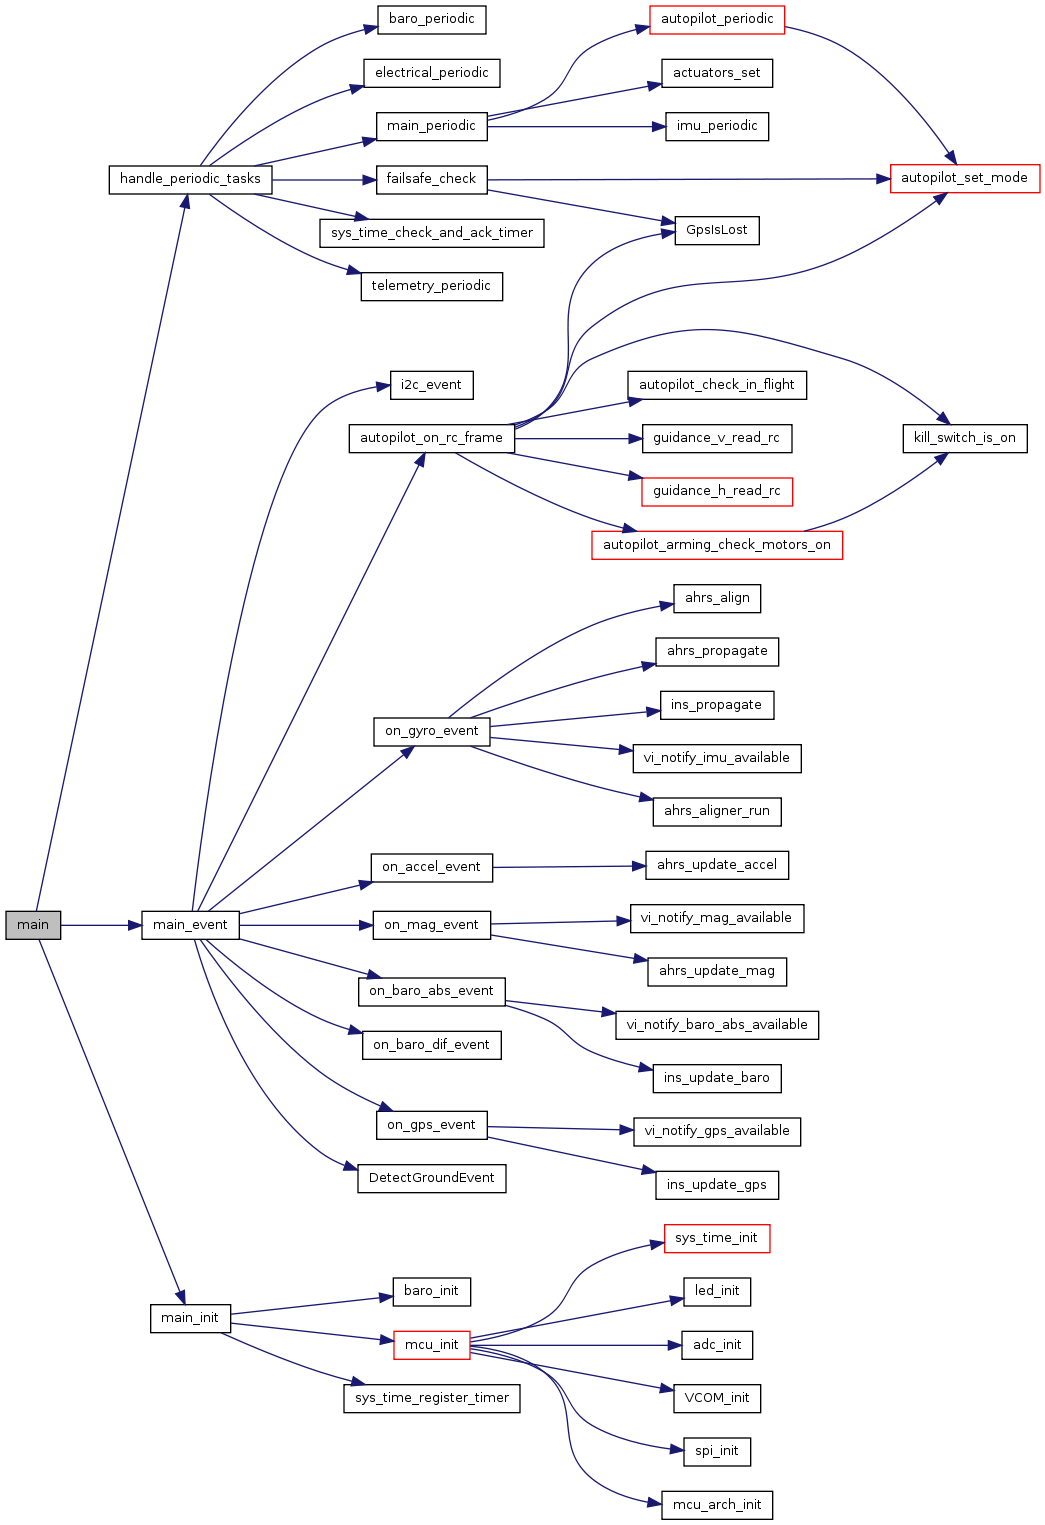 baro_periodic
autopilot_periodic
electrical_periodic
actuators_set
main_periodic
imu_periodic
handle_periodic_tasks
failsafe_check
autopilot_set_mode
sys_time_check_and_ack_timer
GpsIsLost
telemetry_periodic
i2c_event
autopilot_check_in_flight
autopilot_on_rc_frame
guidance_v_read_rc
kill_switch_is_on
guidance_h_read_rc
autopilot_arming_check_motors_on
ahrs_align
ahrs_propagate
ins_propagate
on_gyro_event
vi_notify_imu_available
ahrs_aligner_run
on_accel_event
ahrs_update_accel
main
main_event
on_mag_event
vi_notify_mag_available
ahrs_update_mag
on_baro_abs_event
vi_notify_baro_abs_available
on_baro_dif_event
ins_update_baro
on_gps_event
vi_notify_gps_available
DetectGroundEvent
ins_update_gps
sys_time_init
baro_init
led_init
main_init
mcu_init
adc_init
sys_time_register_timer
VCOM_init
spi_init
mcu_arch_init